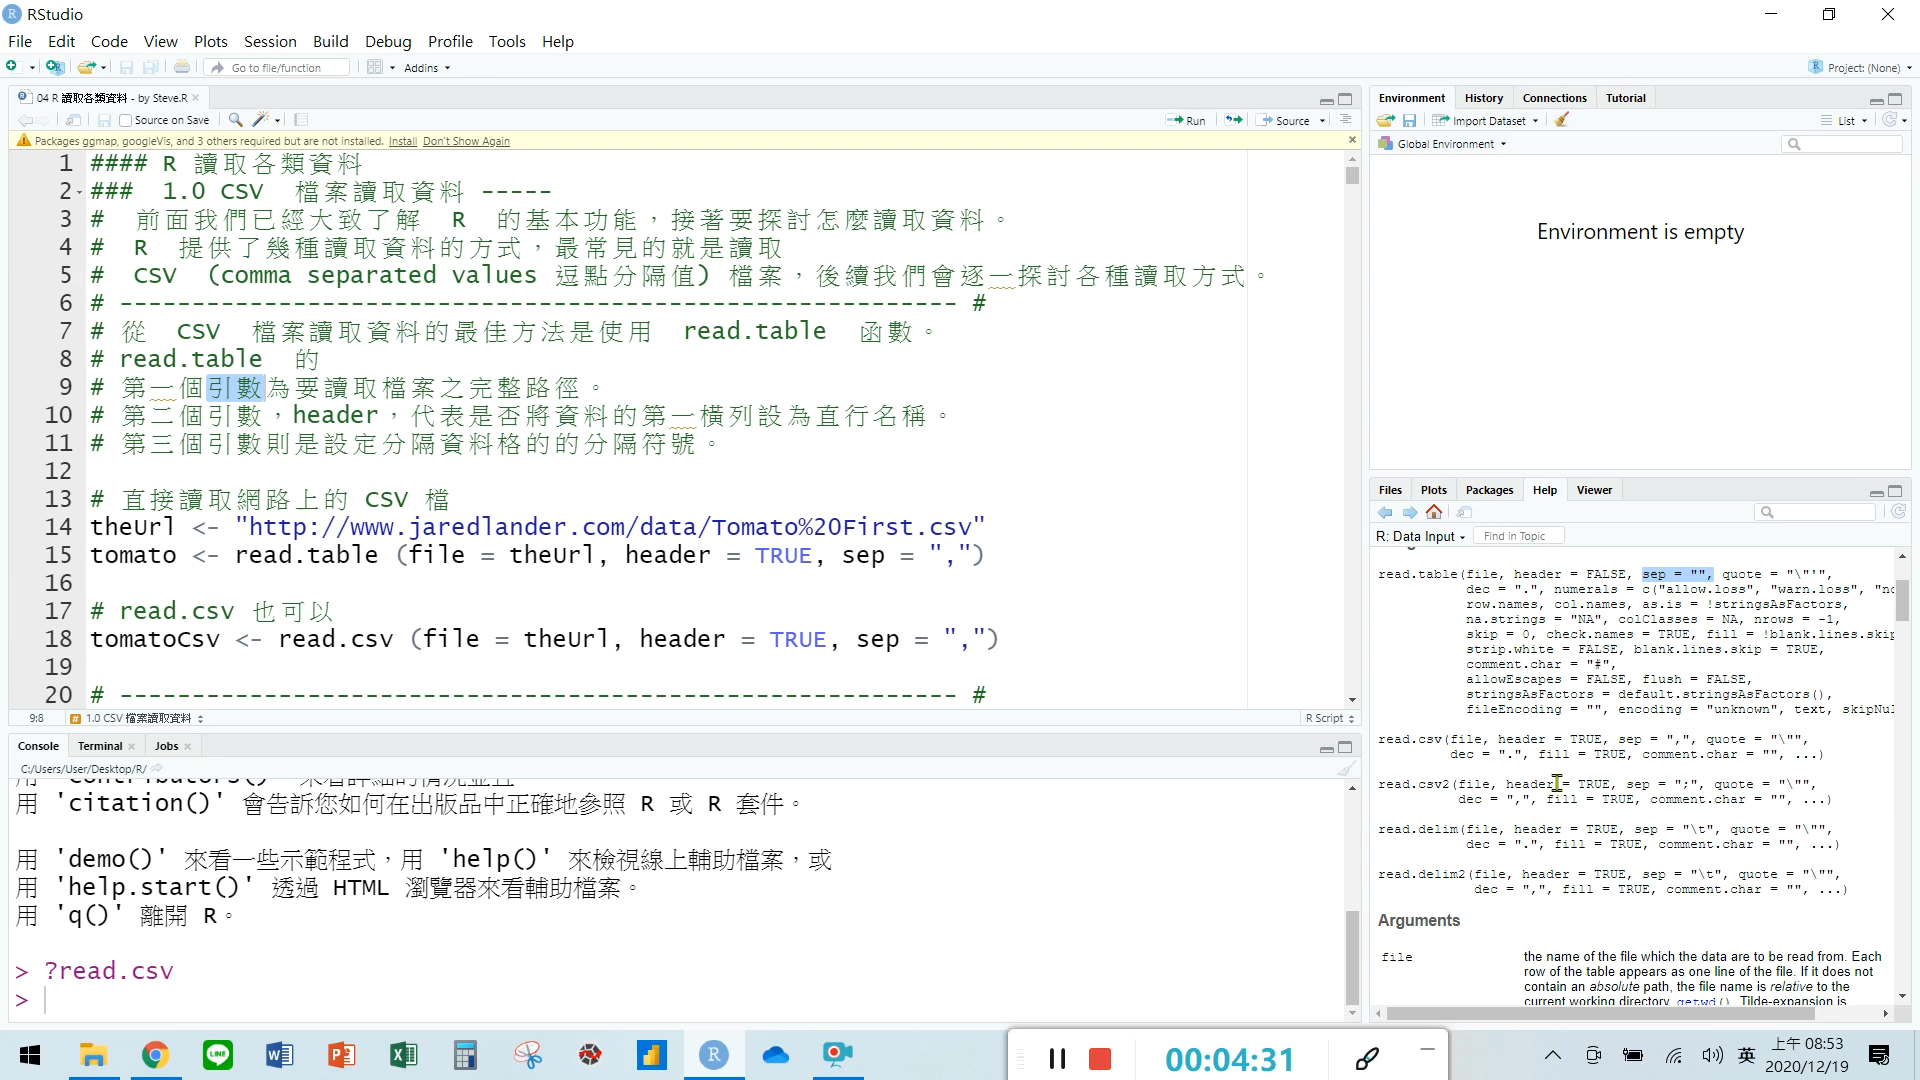 RStudio
File Edit Code View Plots Session Build Debug Profile Tools Help
Go to file/function
Addins
Project: (None)
04 R 讀取各類資料 - by Steve.R
Source on Save
Run
Source
Packages ggmap, googleVis, and 3 others required but are not installed. Install Don't Show Again
1 #### R 讀取各類資料
2 ### 1.0 CSV 檔案讀取資料 -----
3 # 前面我們已經大致了解 R 的基本功能，接著要探討怎麼讀取資料。
4 # R 提供了幾種讀取資料的方式，最常見的就是讀取
5 # CSV (comma separated values 逗點分隔值) 檔案，後續我們會逐一探討各種讀取方式。
6 # ---------------------------------------------------------- #
7 # 從 CSV 檔案讀取資料的最佳方法是使用 read.table 函數。
8 # read.table 的
9 # 第一個引數為要讀取檔案之完整路徑。
10 # 第二個引數，header，代表是否將資料的第一橫列設為直行名稱。
11 # 第三個引數則是設定分隔資料格的的分隔符號。
12
13 # 直接讀取網路上的 CSV 檔
14 theUrl <- "http://www.jaredlander.com/data/Tomato%20First.csv"
15 tomato <- read.table (file = theUrl, header = TRUE, sep = ",")
16
17 # read.csv 也可以
18 tomatoCSV <- read.csv (file = theUrl, header = TRUE, sep = ",")
19
20 # ---------------------------------------------------------- #
9:8
1.0 CSV 檔案讀取資料
R Script
Console Terminal Jobs
C:/Users/User/Desktop/R/
用 'contributors()' 來看詳細的情況並且
用 'citation()' 會告訴您如何在出版品中正確地參照 R 或 R 套件。
用 'demo()' 來看一些示範程式，用 'help()' 來檢視線上輔助檔案，或
用 'help.start()' 透過 HTML 瀏覽器來看輔助檔案。
用 'q()' 離開 R。
> ?read.csv
>
Environment History Connections Tutorial
Import Dataset
List
Global Environment
Environment is empty
Files Plots Packages Help Viewer
R: Data Input
Find in Topic
read.table(file, header = FALSE, sep = "", quote = "\"'",
dec = ".", numerals = c("allow.loss", "warn.loss", "no
row.names, col.names, as.is = !stringsAsFactors,
na.strings = "NA", colClasses = NA, nrows = -1,
skip = 0, check.names = TRUE, fill = !blank.lines.skip
strip.white = FALSE, blank.lines.skip = TRUE,
comment.char = "#",
allowEscapes = FALSE, flush = FALSE,
stringsAsFactors = default.stringsAsFactors(),
fileEncoding = "", encoding = "unknown", text, skipNul
read.csv(file, header = TRUE, sep = ",", quote = "\"",
dec = ".", fill = TRUE, comment.char = "", ...)
read.csv2(file, header = TRUE, sep = ";", quote = "\"",
dec = ",", fill = TRUE, comment.char = "", ...)
read.delim(file, header = TRUE, sep = "\t", quote = "\"",
dec = ".", fill = TRUE, comment.char = "", ...)
read.delim2(file, header = TRUE, sep = "\t", quote = "\"",
dec = ",", fill = TRUE, comment.char = "", ...)
Arguments
file
the name of the file which the data are to be read from. Each
row of the table appears as one line of the file. If it does not
contain an absolute path, the file name is relative to the
current working directory, getwd(). Tilde-expansion is
00:04:31
英
上午 08:53
2020/12/19